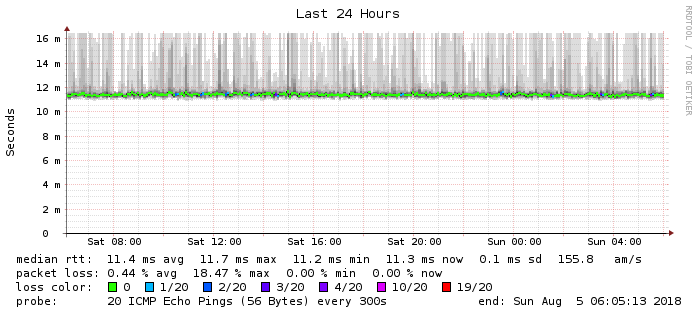 Last 24 Hours
RRDTOOL / TOBI OETIKER
Seconds
16 m
14 m
12 m
10 m
8 m
6 m
4 m
2 m
0
Sat 08:00 Sat 12:00 Sat 16:00 Sat 20:00 Sun 00:00 Sun 04:00
median rtt: 11.4 ms avg 11.7 ms max 11.2 ms min 11.3 ms now 0.1 ms sd 155.8 am/s
packet loss: 0.44 % avg 18.47 % max 0.00 % min 0.00 % now
loss color: 0 1/20 2/20 3/20 4/20 10/20 19/20
probe: 20 ICMP Echo Pings (56 Bytes) every 300s end: Sun Aug 5 06:05:13 2018